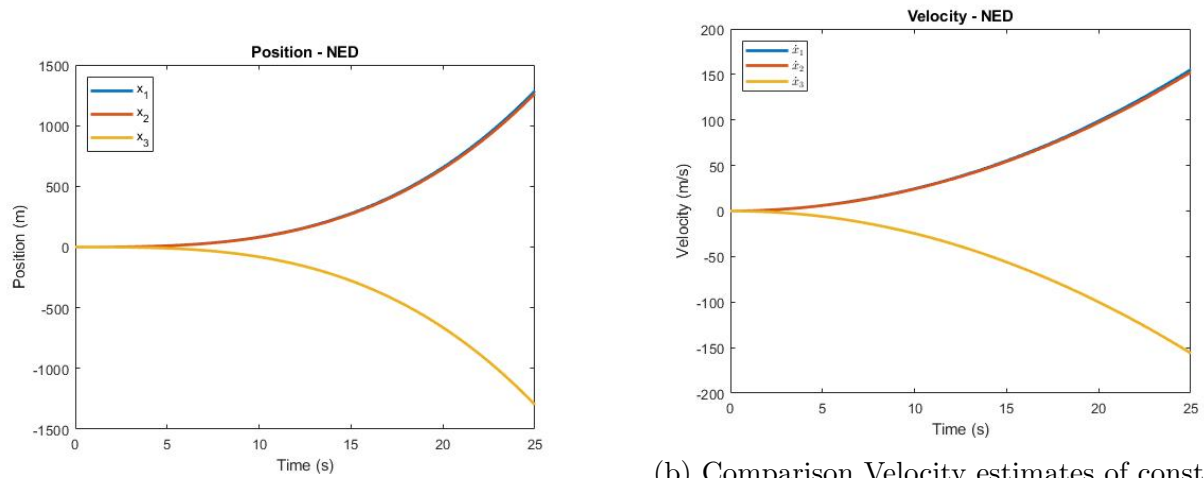 Position - NED
1500
1000
500
0
-500
-1000
-1500
Position (m)
x1
x2
x3
0 5 10 15 20 25
Time (s)
Velocity - NED
200
150
100
50
0
-50
-100
-150
-200
Velocity (m/s)
ẋ1
ẋ2
ẋ3
0 5 10 15 20 25
Time (s)
(b) Comparison Velocity estimates of const